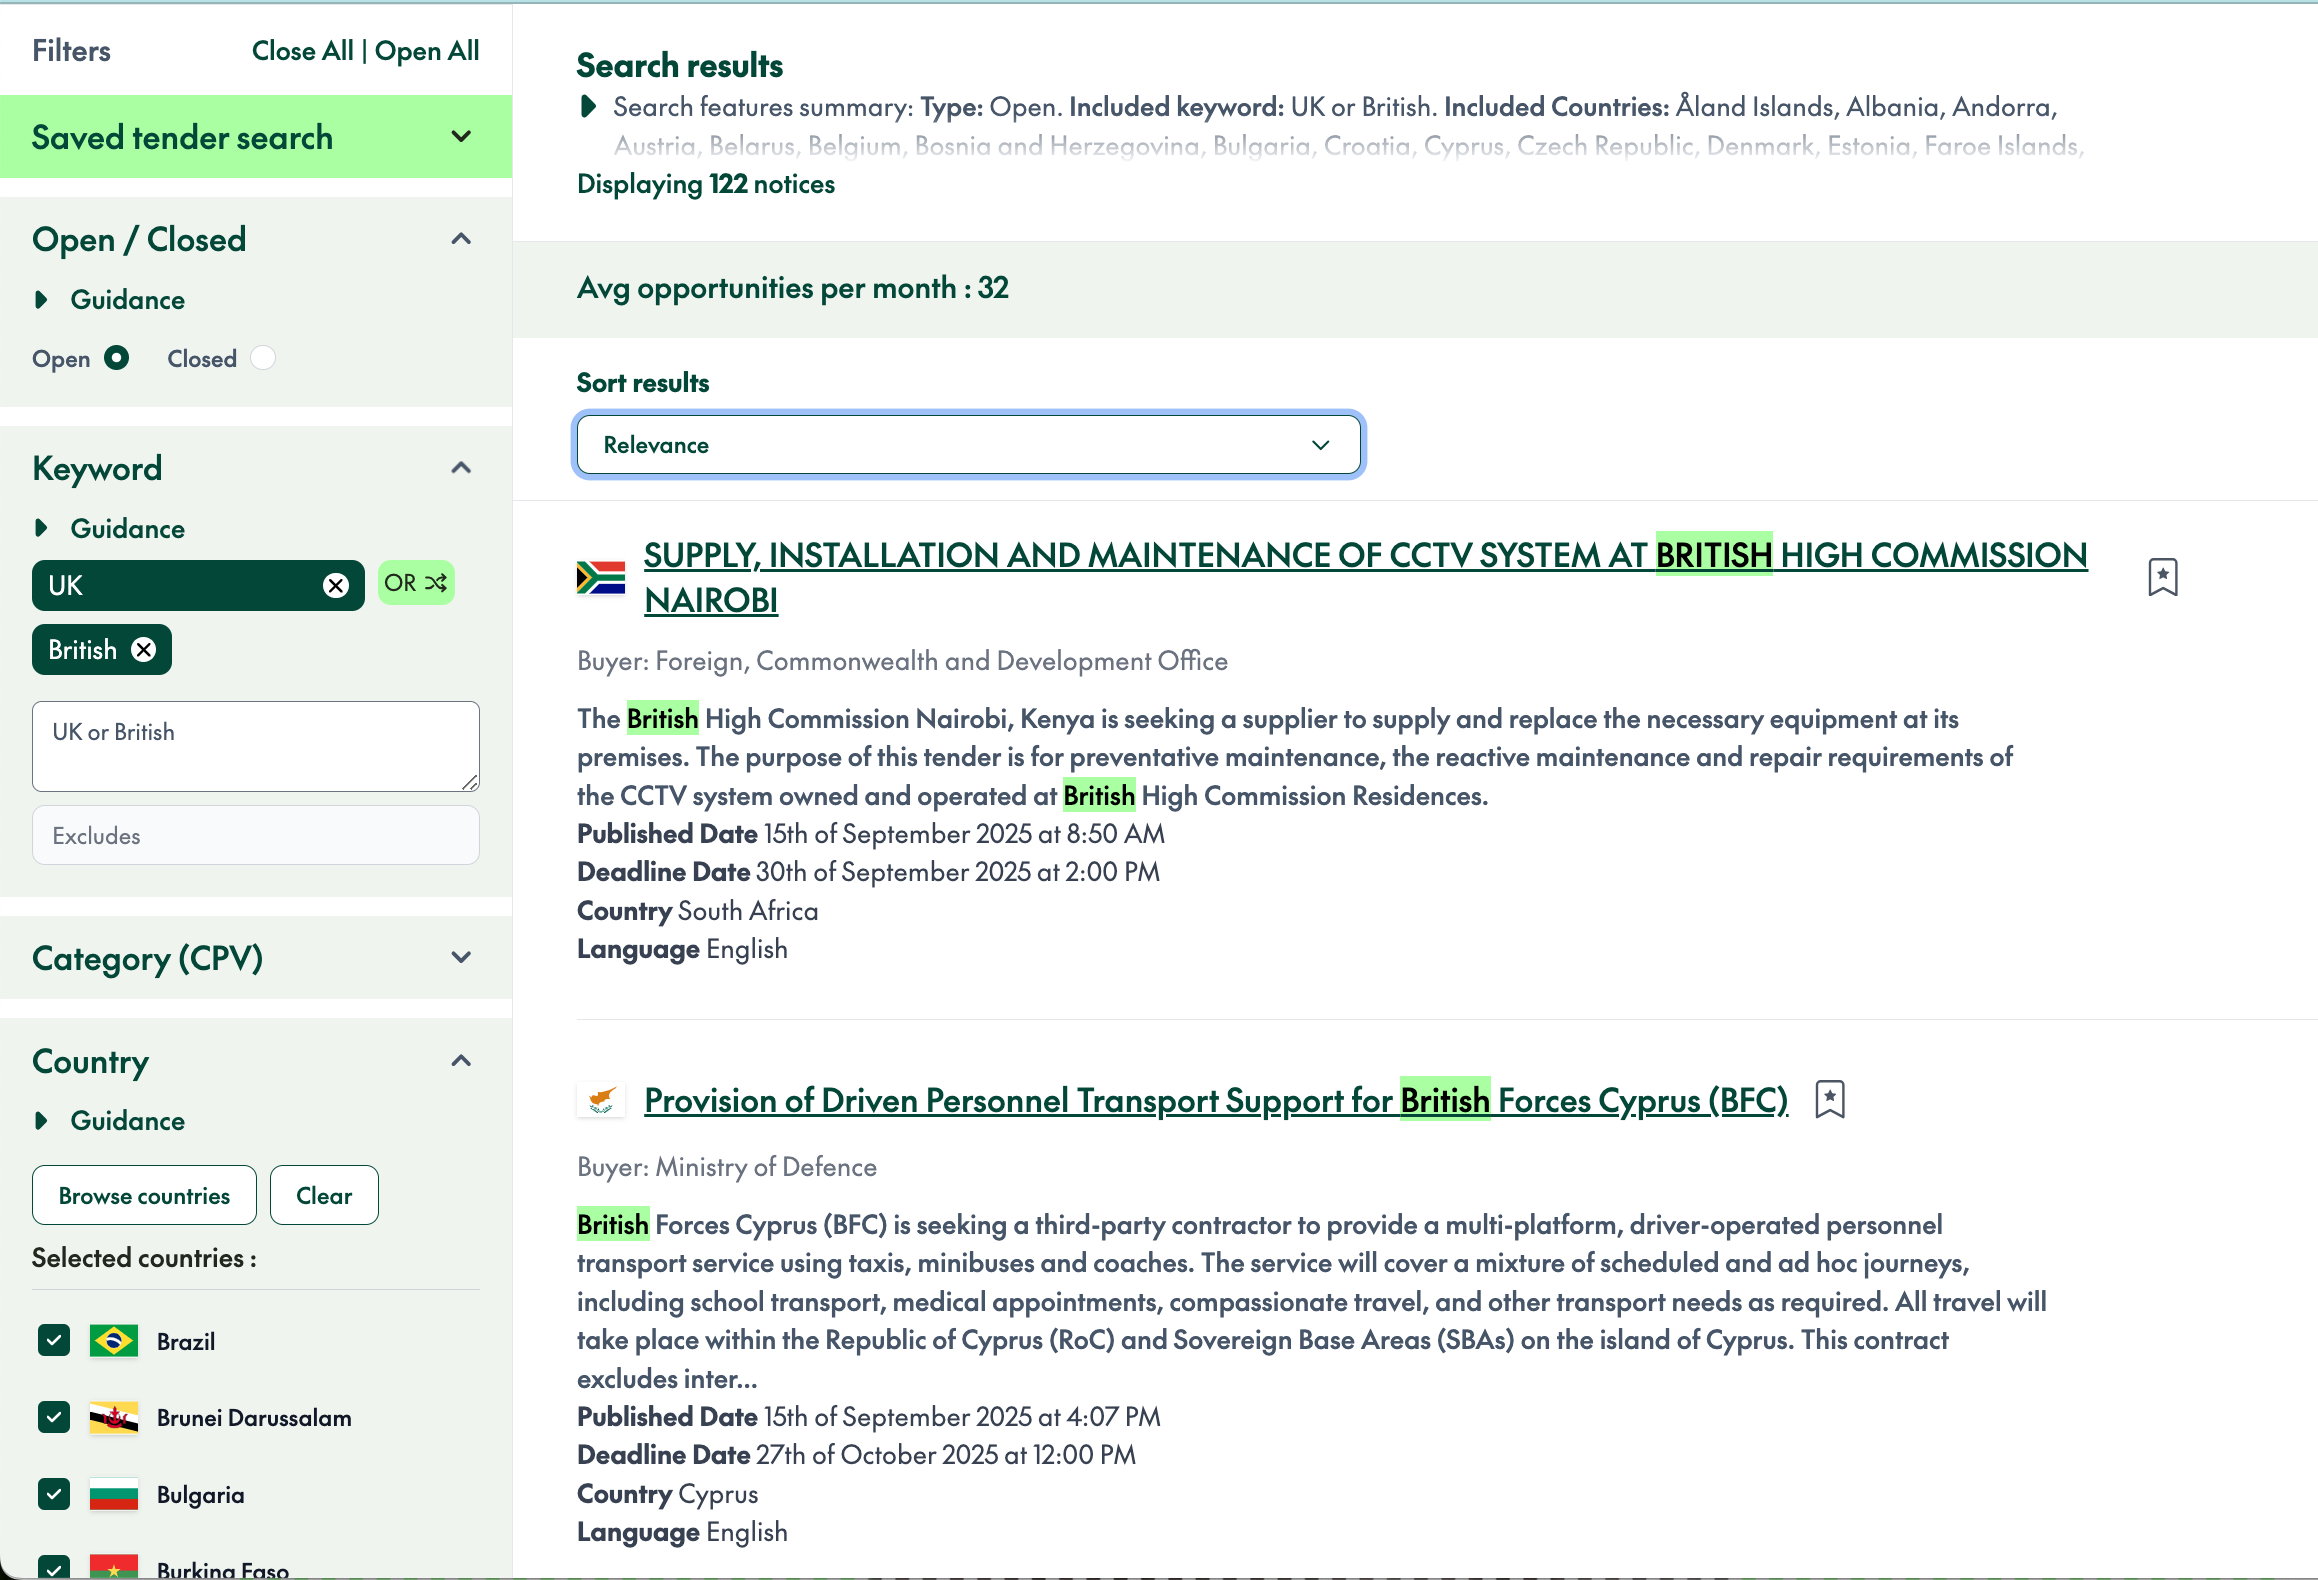 Filters
Close All | Open All
Saved tender search
Open / Closed
Guidance
Open
Closed
Keyword
Guidance
UK
OR
British
UK or British
Excludes
Category (CPV)
Country
Guidance
Browse countries
Clear
Selected countries :
Brazil
Brunei Darussalam
Bulgaria
Burkina Faso
Search results
Search features summary: Type: Open. Included keyword: UK or British. Included Countries: Åland Islands, Albania, Andorra,
Austria, Belarus, Belgium, Bosnia and Herzegovina, Bulgaria, Croatia, Cyprus, Czech Republic, Denmark, Estonia, Faroe Islands,
Displaying 122 notices
Avg opportunities per month : 32
Sort results
Relevance
SUPPLY, INSTALLATION AND MAINTENANCE OF CCTV SYSTEM AT BRITISH HIGH COMMISSION
NAIROBI
Buyer: Foreign, Commonwealth and Development Office
The British High Commission Nairobi, Kenya is seeking a supplier to supply and replace the necessary equipment at its
premises. The purpose of this tender is for preventative maintenance, the reactive maintenance and repair requirements of
the CCTV system owned and operated at British High Commission Residences.
Published Date 15th of September 2025 at 8:50 AM
Deadline Date 30th of September 2025 at 2:00 PM
Country South Africa
Language English
Provision of Driven Personnel Transport Support for British Forces Cyprus (BFC)
Buyer: Ministry of Defence
British Forces Cyprus (BFC) is seeking a third-party contractor to provide a multi-platform, driver-operated personnel
transport service using taxis, minibuses and coaches. The service will cover a mixture of scheduled and ad hoc journeys,
including school transport, medical appointments, compassionate travel, and other transport needs as required. All travel will
take place within the Republic of Cyprus (RoC) and Sovereign Base Areas (SBAs) on the island of Cyprus. This contract
excludes inter...
Published Date 15th of September 2025 at 4:07 PM
Deadline Date 27th of October 2025 at 12:00 PM
Country Cyprus
Language English